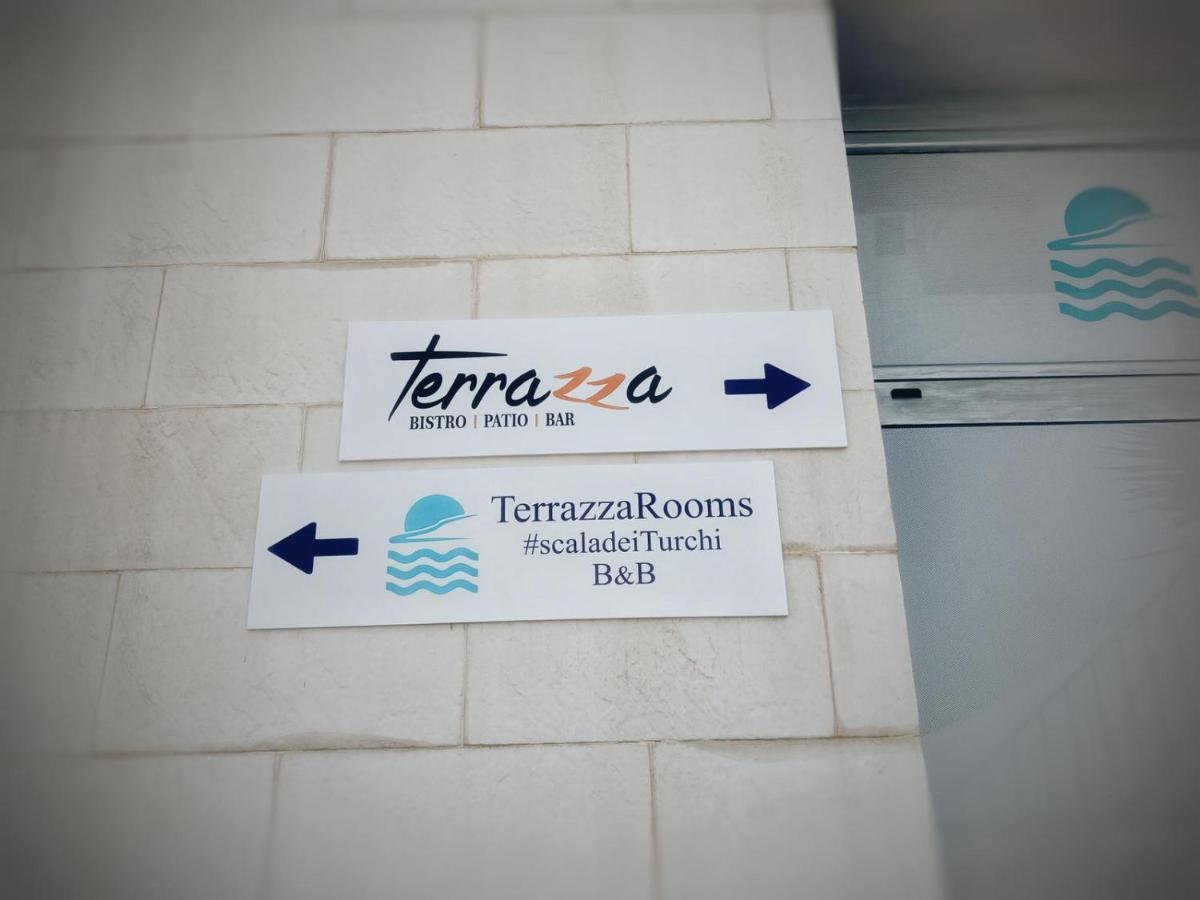 Terrazza
BISTRO | PATIO | BAR
TerrazzaRooms
#scaladeiTurchi
B&B